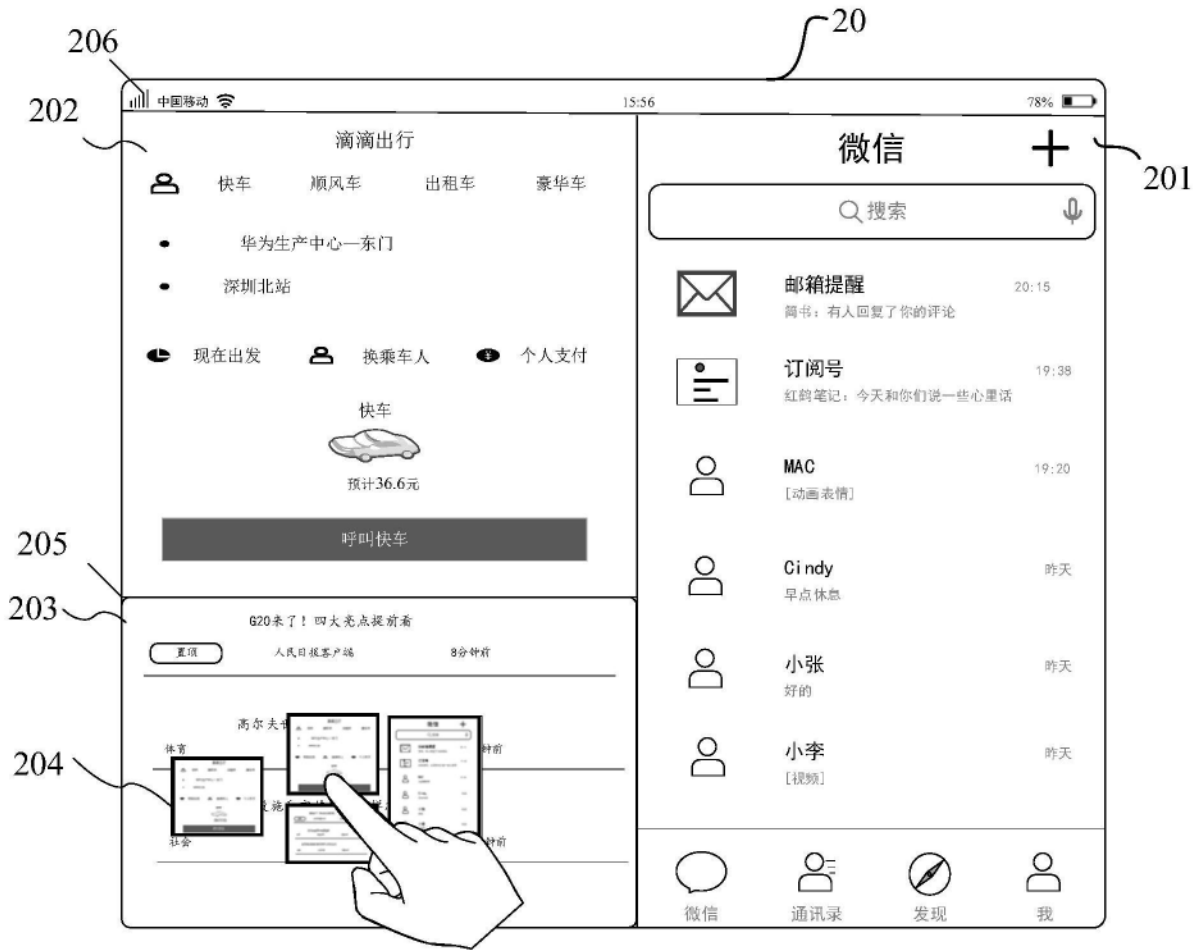 20
206
中国移动
15:56
78%
202
滴滴出行
快车 顺风车 出租车 豪华车
华为生产中心—东门
深圳北站
现在出发 换乘车人 个人支付
快车
预计36.6元
呼叫快车
205
203
G20来了！四大亮点提前看
置顶 人民日报客户端 8分钟前
高尔夫
体育 钟前
204
社会 钟前
微信
201
搜索
邮箱提醒 20:15
简书：有人回复了你的评论
订阅号 19:38
红鹤笔记：今天和你们说一些心里话
MAC 19:20
[动画表情]
Cindy 昨天
早点休息
小张 昨天
好的
小李 昨天
[视频]
微信 通讯录 发现 我